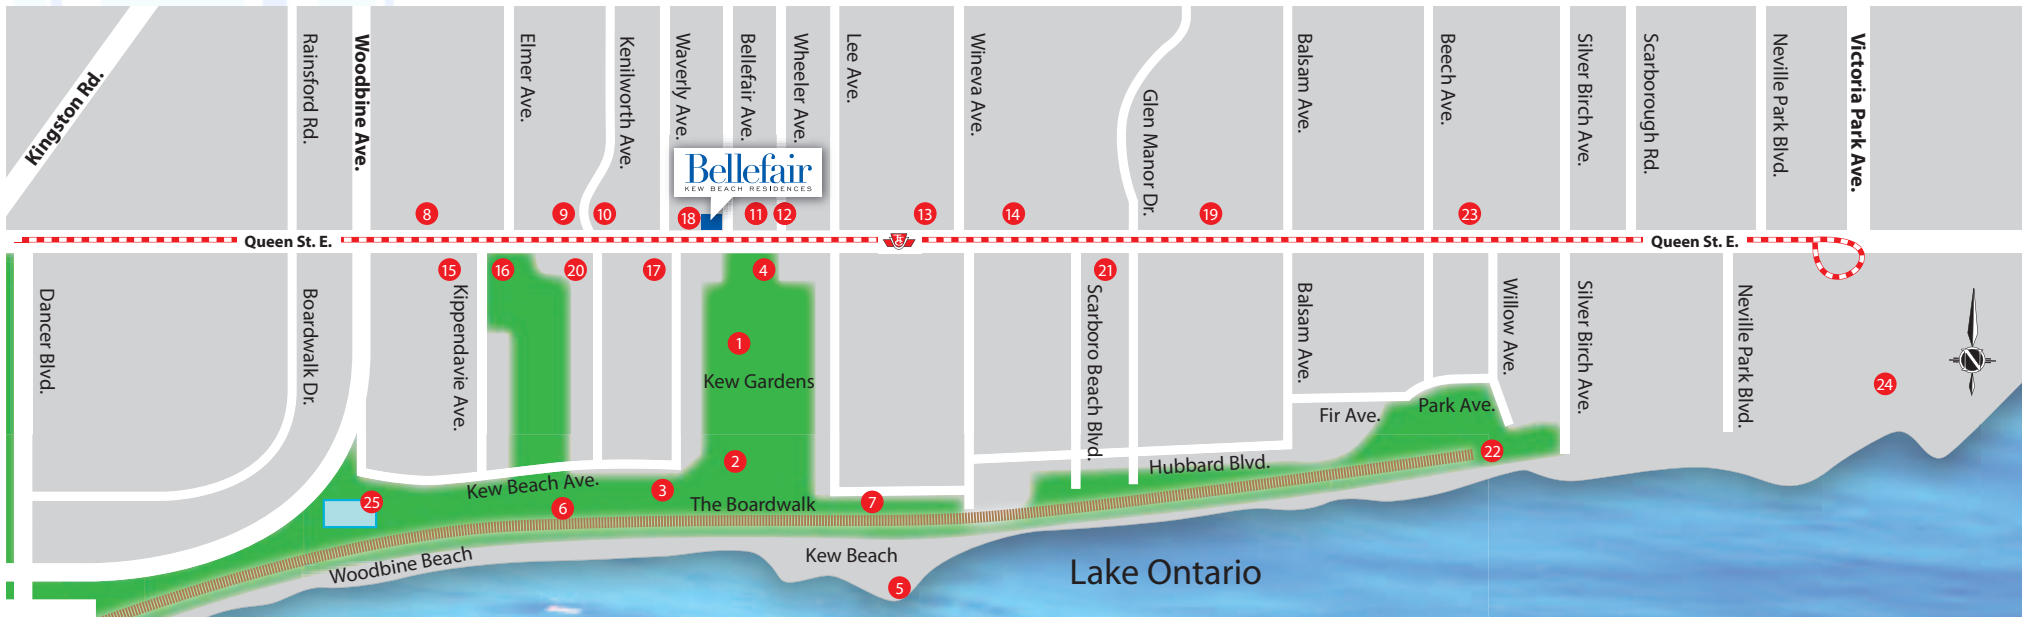 Kingston Rd.
Rainsford Rd.
Woodbine Ave.
Elmer Ave.
Kenilworth Ave.
Waverly Ave.
Bellefair Ave.
Wheeler Ave.
Lee Ave.
Wineva Ave.
Glen Manor Dr.
Balsam Ave.
Beech Ave.
Silver Birch Ave.
Scarborough Rd.
Neville Park Blvd.
Victoria Park Ave.
Bellefair
KEW BEACH RESIDENCES
8
9
10
18
11
12
13
14
19
23
Queen St. E.
Queen St. E.
15
16
20
17
4
21
Dancer Blvd.
Boardwalk Dr.
Kippendavie Ave.
Scarboro Beach Blvd.
Balsam Ave.
Willow Ave.
Silver Birch Ave.
Neville Park Blvd.
1
Kew Gardens
24
Fir Ave.
Park Ave.
22
2
Hubbard Blvd.
Kew Beach Ave.
3
25
6
The Boardwalk
7
Woodbine Beach
Kew Beach
5
Lake Ontario